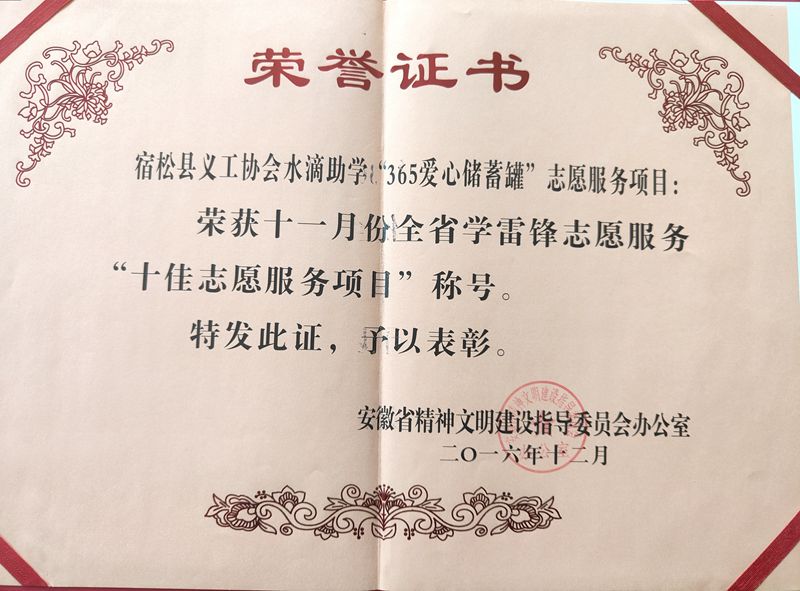 荣誉证书
宿松县义工协会水滴助学“365爱心储蓄罐”志愿服务项目：
荣获十一月份全省学雷锋志愿服务
“十佳志愿服务项目”称号。
特发此证，予以表彰。
安徽省精神文明建设指导委员会办公室
二〇一六年十二月